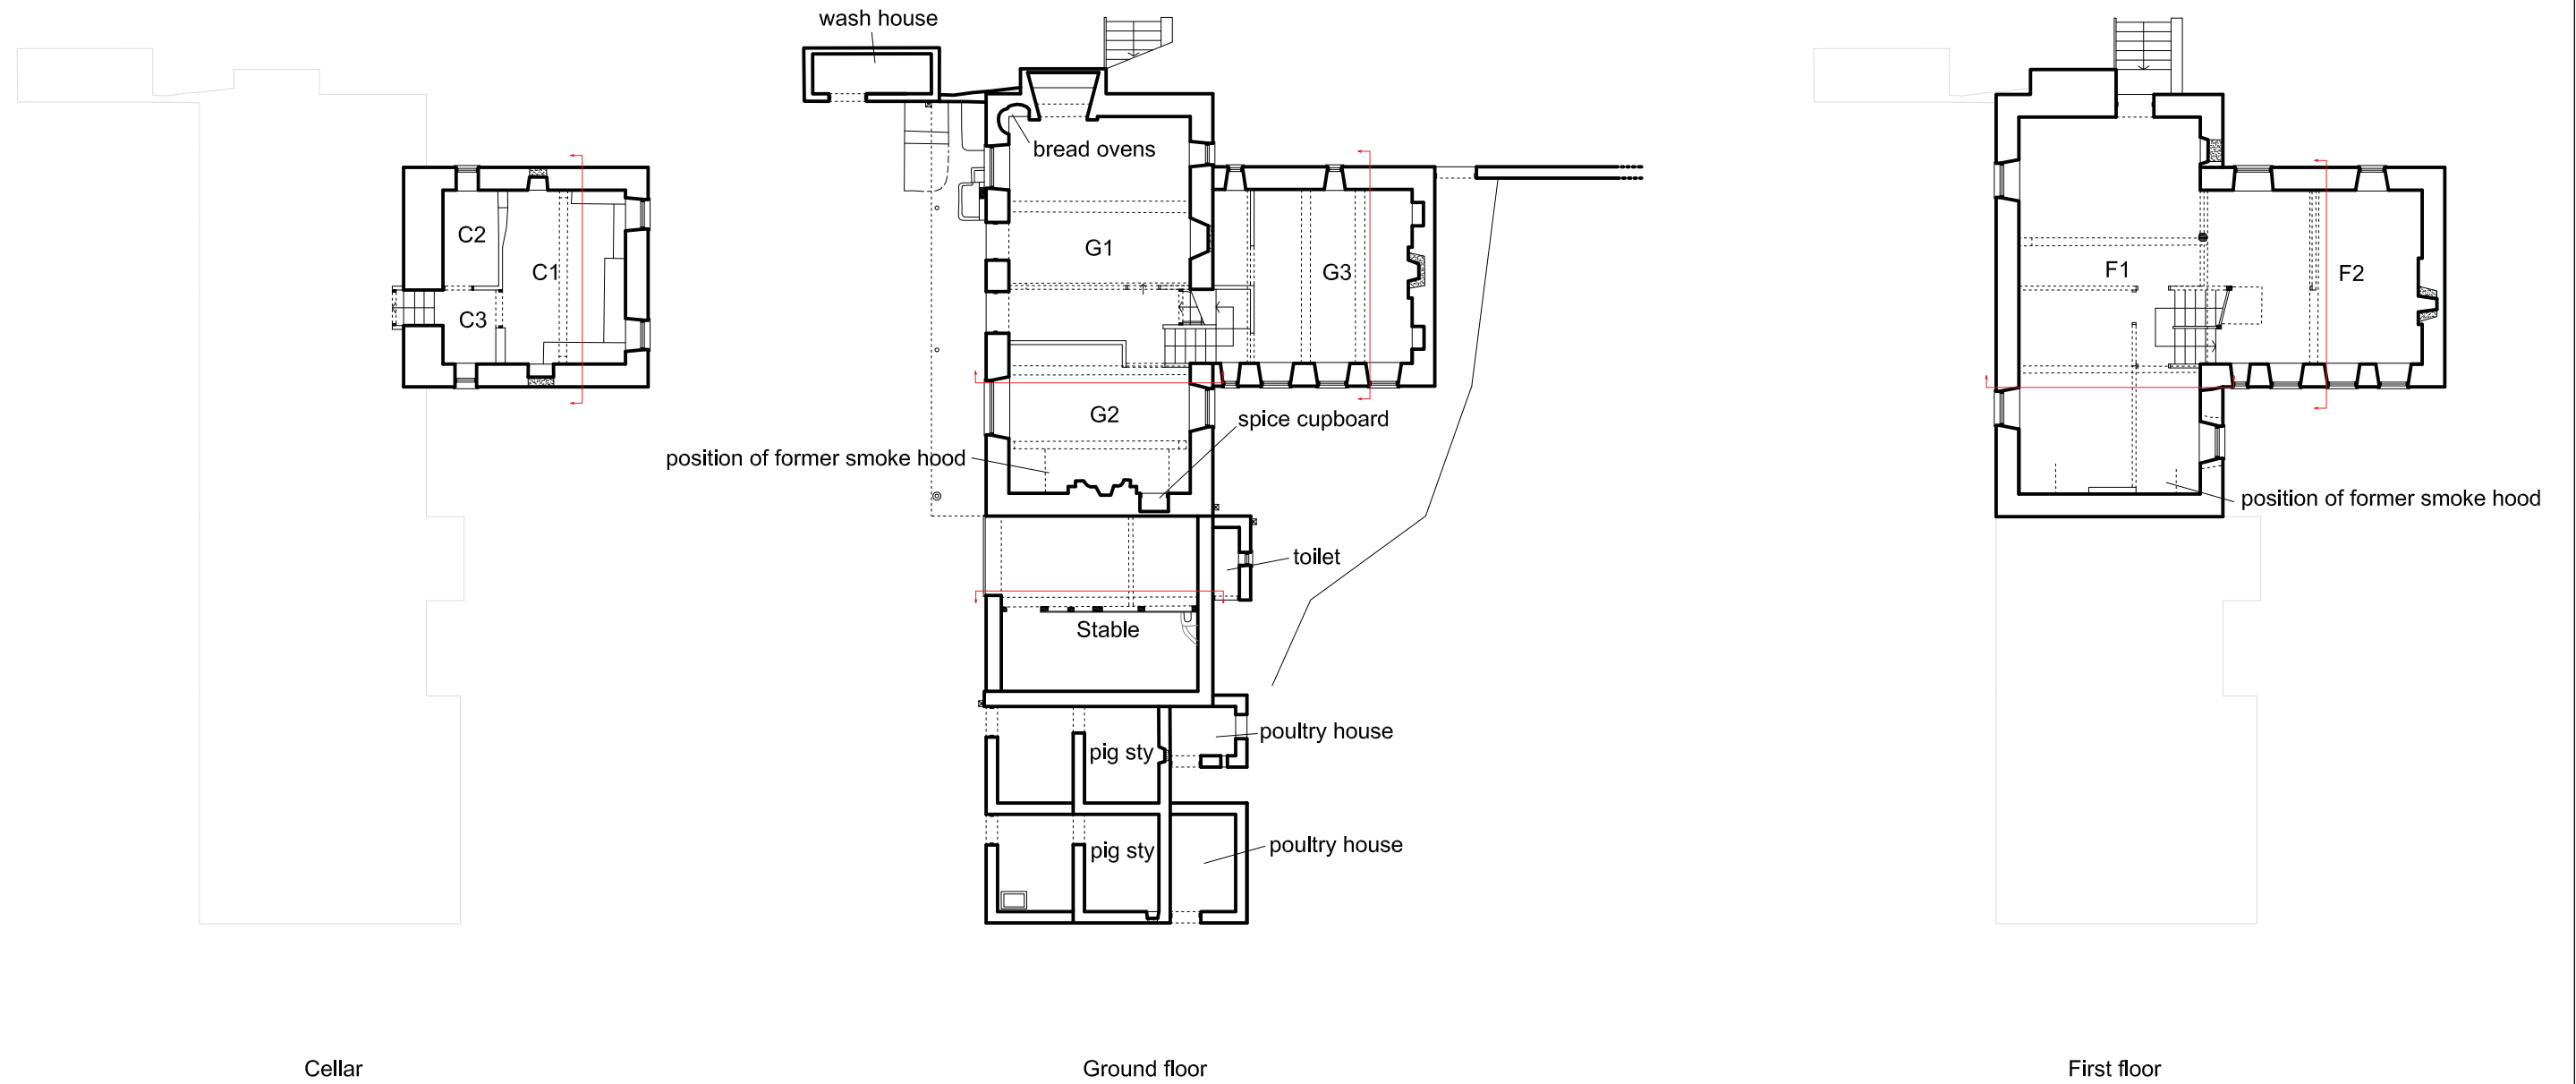 wash house
bread ovens
C2
C1
C3
G1
G3
G2
spice cupboard
position of former smoke hood
toilet
Stable
pig sty
poultry house
pig sty
poultry house
F1
F2
position of former smoke hood
Cellar
Ground floor
First floor